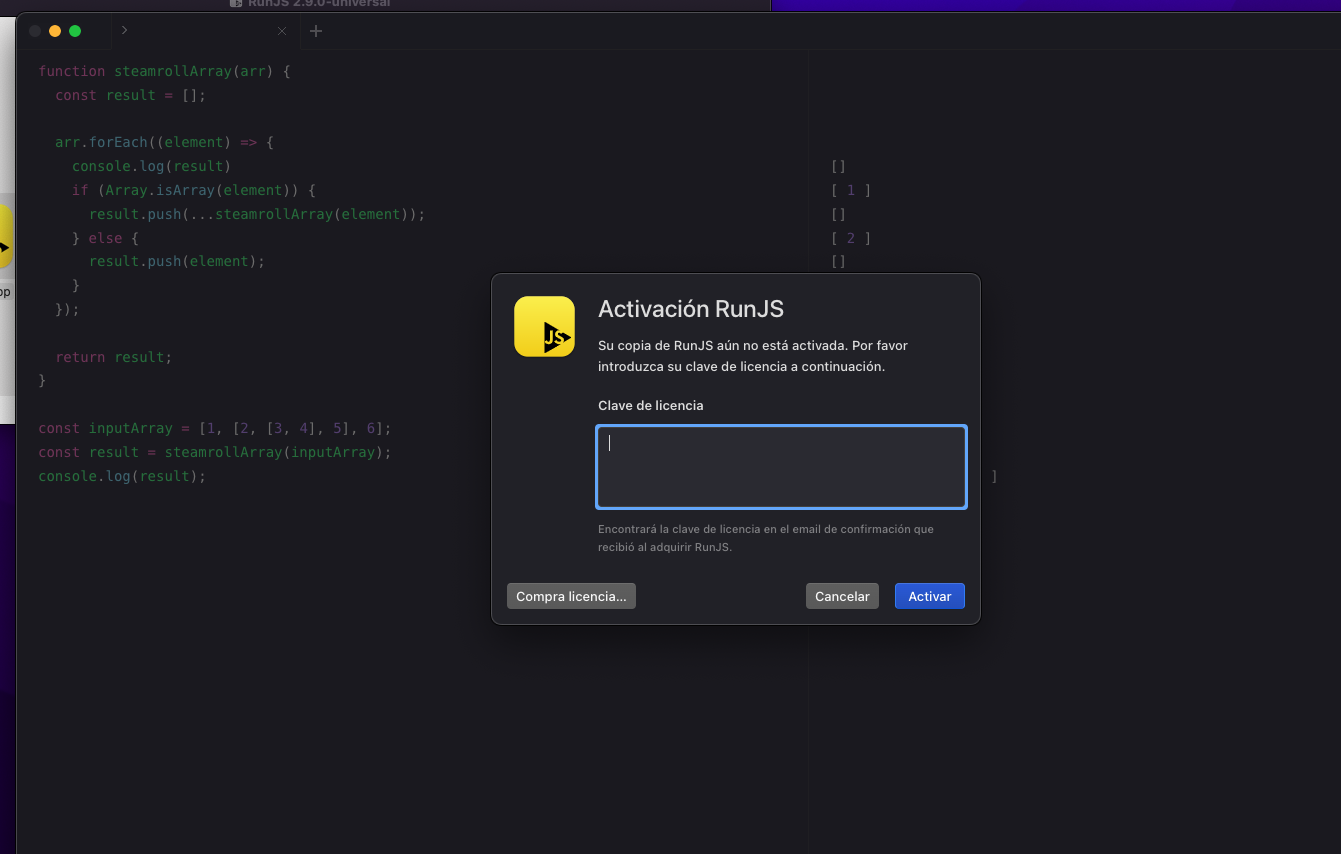 RunJS 2.9.0-universal
function steamrollArray(arr) {
const result = [];
arr.forEach((element) => {
console.log(result)
if (Array.isArray(element)) {
result.push(...steamrollArray(element));
} else {
result.push(element);
}
});
return result;
}
const inputArray = [1, [2, [3, 4], 5], 6];
const result = steamrollArray(inputArray);
console.log(result);
[]
[ 1 ]
[]
[ 2 ]
[]
]
JS
Activación RunJS
Su copia de RunJS aún no está activada. Por favor
introduzca su clave de licencia a continuación.
Clave de licencia
Encontrará la clave de licencia en el email de confirmación que
recibió al adquirir RunJS.
Compra licencia...
Cancelar
Activar